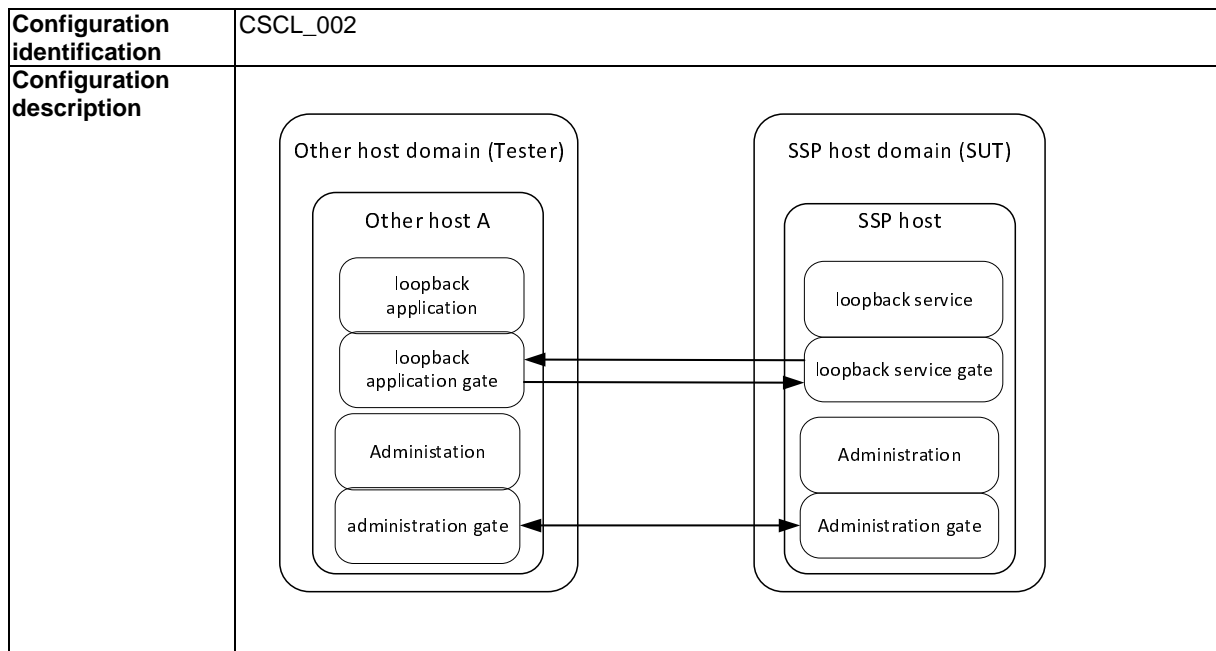 Configuration identification CSCL_002
Configuration description
Other host domain (Tester) SSP host domain (SUT)
Other host A SSP host
loopback application
loopback service
loopback application gate
loopback service gate
Administation
Administration
administration gate
Administration gate